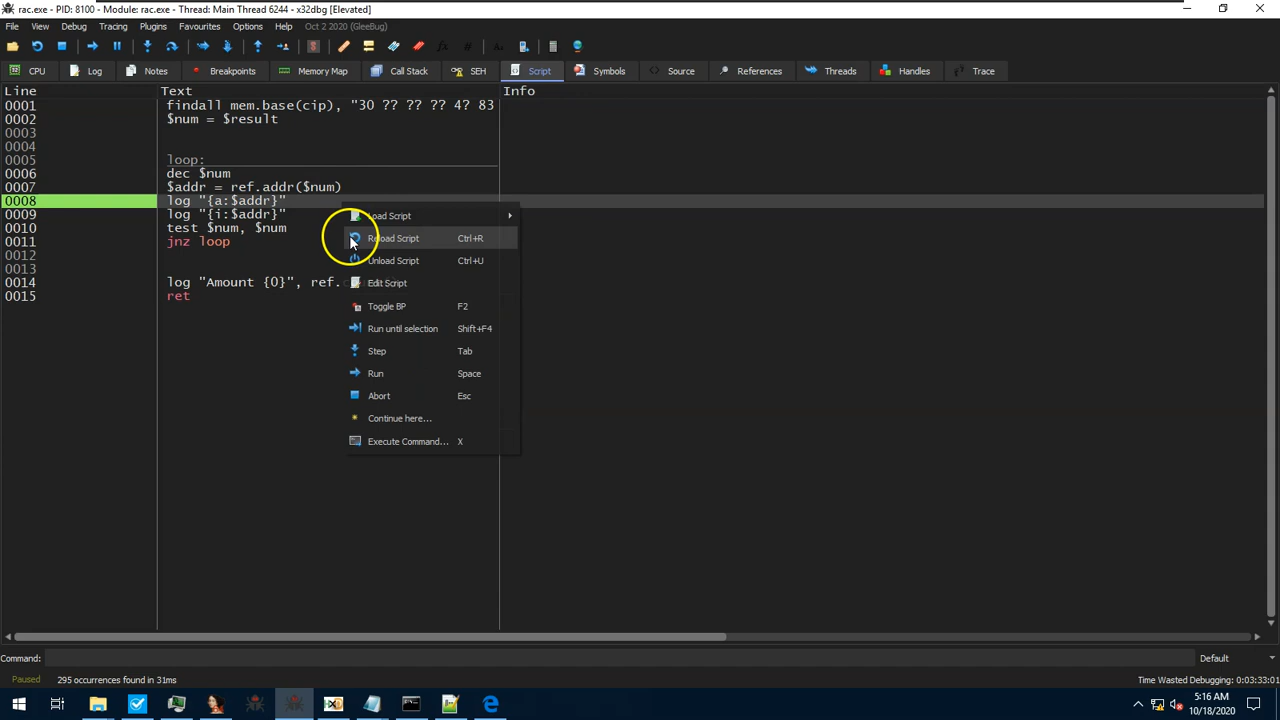 rac.exe - PID: 8100 - Module: rac.exe - Thread: Main Thread 6244 - x32dbg [Elevated]
File View Debug Tracing Plugins Favourites Options Help Oct 2 2020 (GleeBug)
CPU Log Notes Breakpoints Memory Map Call Stack SEH Script Symbols Source References Threads Handles Trace
Line Text Info
0001 findall mem.base(cip), "30 ?? ?? ?? 4? 83
0002 $num = $result
0003
0004
0005 loop:
0006 dec $num
0007 $addr = ref.addr($num)
0008 log "{a:$addr}"
0009 log "{i:$addr}"
0010 test $num, $num
0011 jnz loop
0012
0013
0014 log "Amount {0}", ref.
0015 ret
Load Script
Reload Script Ctrl+R
Unload Script Ctrl+U
Edit Script
Toggle BP F2
Run until selection Shift+F4
Step Tab
Run Space
Abort Esc
Continue here...
Execute Command... X
Command: Default
Paused 295 occurrences found in 31ms Time Wasted Debugging: 0:03:33:01
5:16 AM
10/18/2020